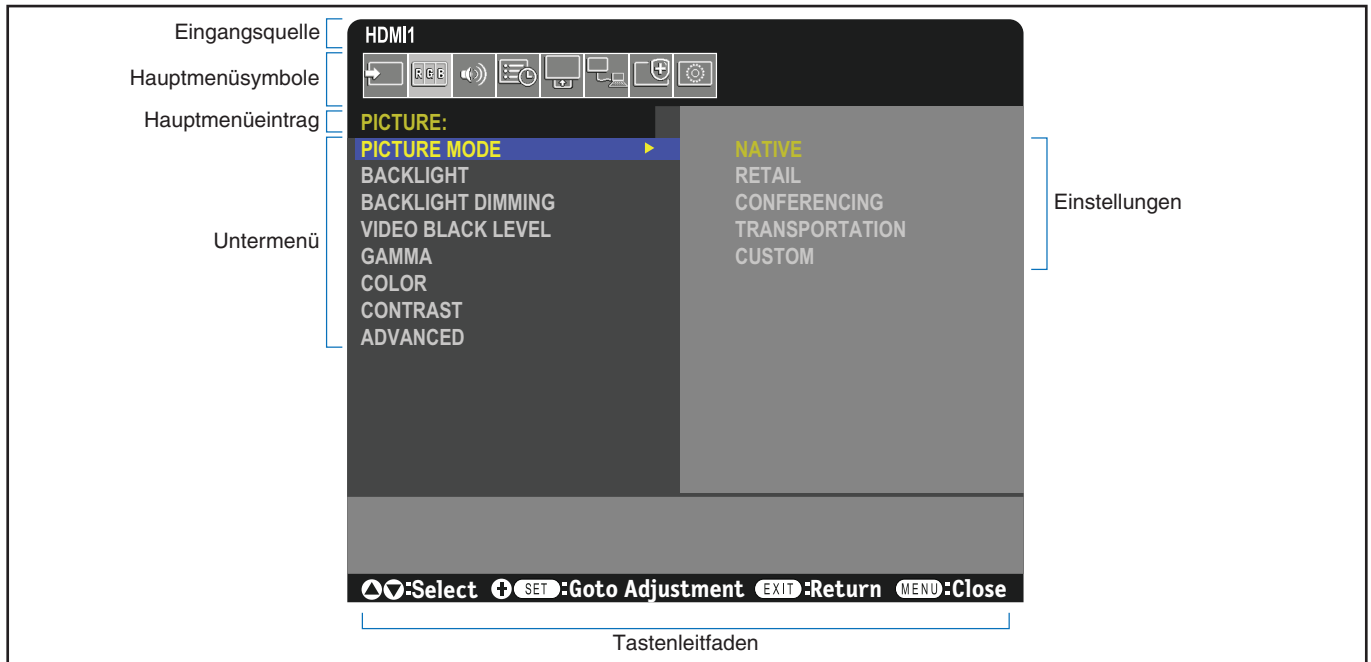 Eingangsquelle
HDMI1
Hauptmenüsymbole
RGB
Hauptmenüeintrag
PICTURE:
PICTURE MODE
NATIVE
BACKLIGHT
RETAIL
BACKLIGHT DIMMING
CONFERENCING
Einstellungen
VIDEO BLACK LEVEL
TRANSPORTATION
Untermenü
GAMMA
CUSTOM
COLOR
CONTRAST
ADVANCED
:Select SET:Goto Adjustment EXIT:Return MENU:Close
Tastenleitfaden